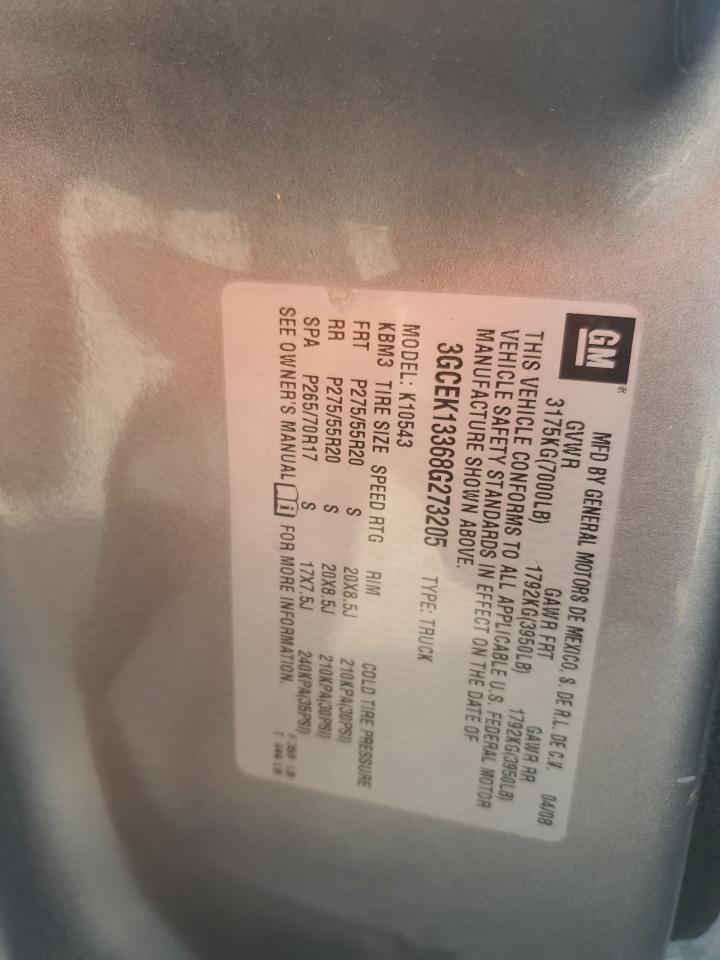 GM®
MFD BY GENERAL MOTORS DE MEXICO, S. DE R.L. DE C.V. 04/08
GVWR GAWR FRT GAWR RR
3175KG(7000LB) 1792KG(3950LB) 1792KG(3950LB)
THIS VEHICLE CONFORMS TO ALL APPLICABLE U.S. FEDERAL MOTOR
VEHICLE SAFETY STANDARDS IN EFFECT ON THE DATE OF
MANUFACTURE SHOWN ABOVE.
3GCEK13368G273205 TYPE: TRUCK
MODEL: K10543
KBM3 TIRE SIZE SPEED RTG RIM COLD TIRE PRESSURE
FRT P275/55R20 S 20X8.5J 210KPA(30PSI)
RR P275/55R20 S 20X8.5J 210KPA(30PSI)
SPA P265/70R17 S 17X7.5J 240KPA(35PSI)
SEE OWNER'S MANUAL FOR MORE INFORMATION.